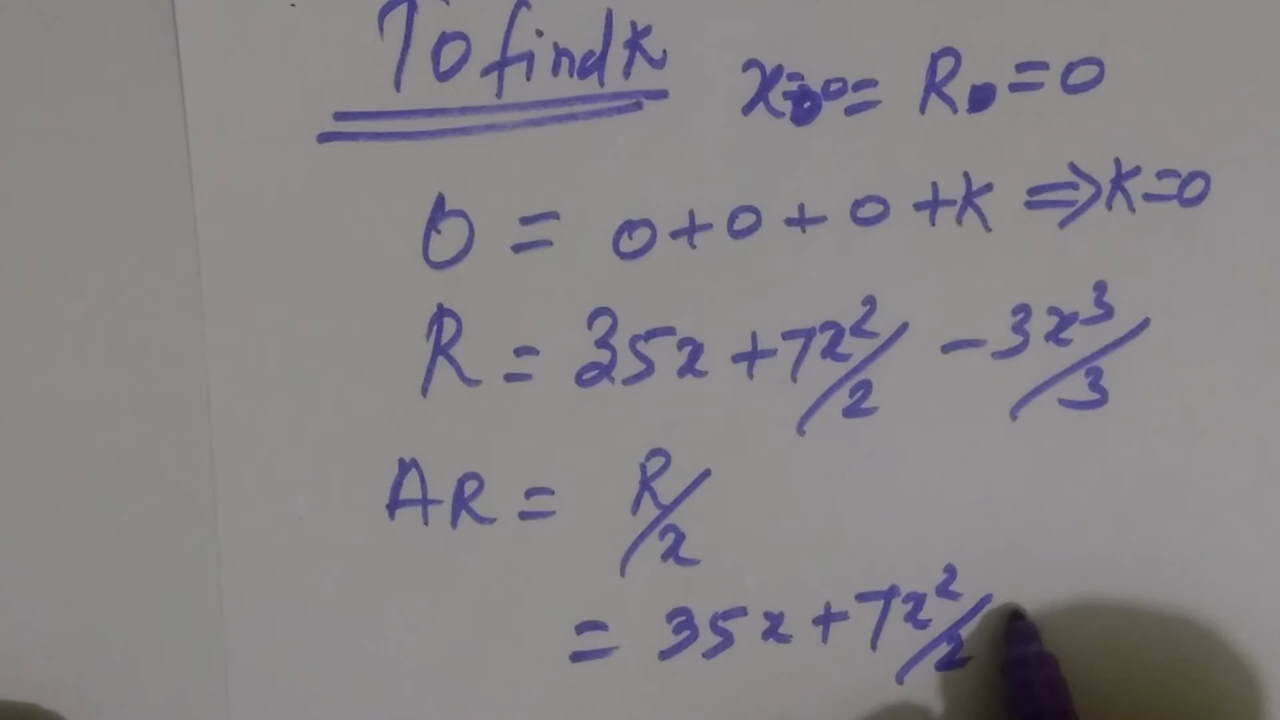 To find k
x=0 = R=0
0 = 0+0+0+k ⇒ k=0
R = 35x + 7x²/2 - 3x³/3
AR = R/x
= 35x + 7x²/2